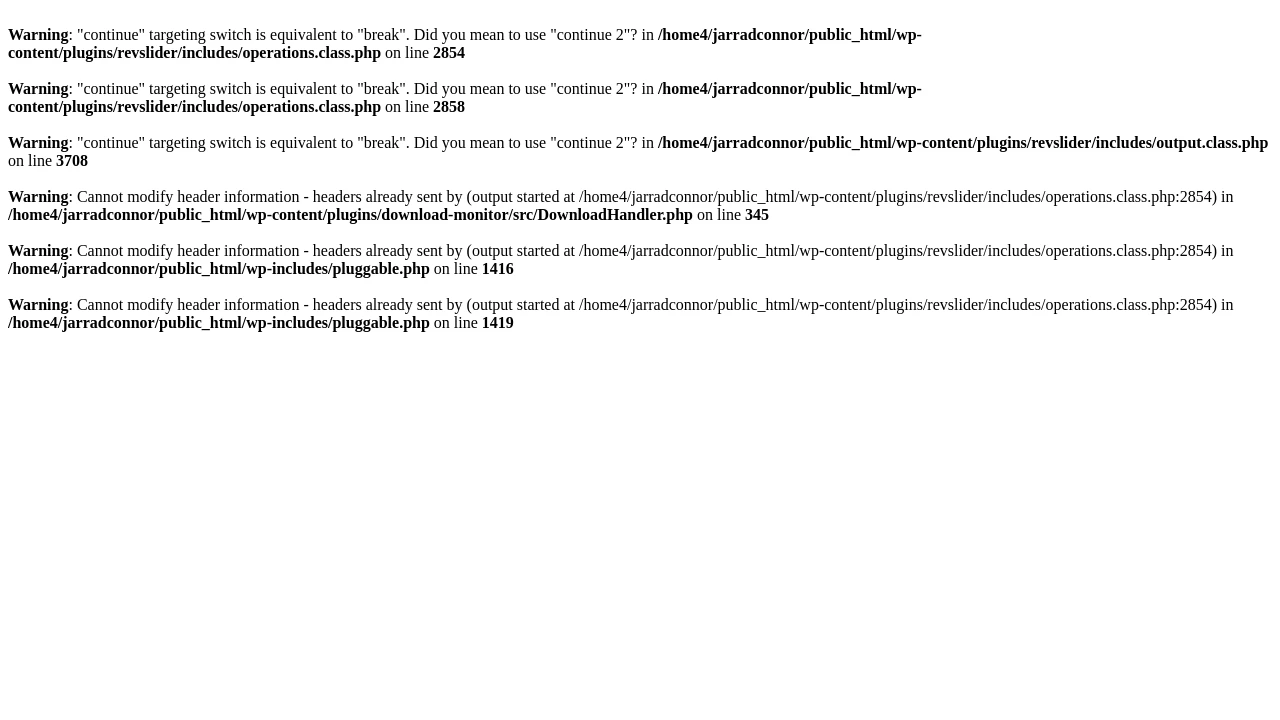 Warning: "continue" targeting switch is equivalent to "break". Did you mean to use "continue 2"? in /home4/jarradconnor/public_html/wp-
content/plugins/revslider/includes/operations.class.php on line 2854
Warning: "continue" targeting switch is equivalent to "break". Did you mean to use "continue 2"? in /home4/jarradconnor/public_html/wp-
content/plugins/revslider/includes/operations.class.php on line 2858
Warning: "continue" targeting switch is equivalent to "break". Did you mean to use "continue 2"? in /home4/jarradconnor/public_html/wp-content/plugins/revslider/includes/output.class.php
on line 3708
Warning: Cannot modify header information - headers already sent by (output started at /home4/jarradconnor/public_html/wp-content/plugins/revslider/includes/operations.class.php:2854) in
/home4/jarradconnor/public_html/wp-content/plugins/download-monitor/src/DownloadHandler.php on line 345
Warning: Cannot modify header information - headers already sent by (output started at /home4/jarradconnor/public_html/wp-content/plugins/revslider/includes/operations.class.php:2854) in
/home4/jarradconnor/public_html/wp-includes/pluggable.php on line 1416
Warning: Cannot modify header information - headers already sent by (output started at /home4/jarradconnor/public_html/wp-content/plugins/revslider/includes/operations.class.php:2854) in
/home4/jarradconnor/public_html/wp-includes/pluggable.php on line 1419